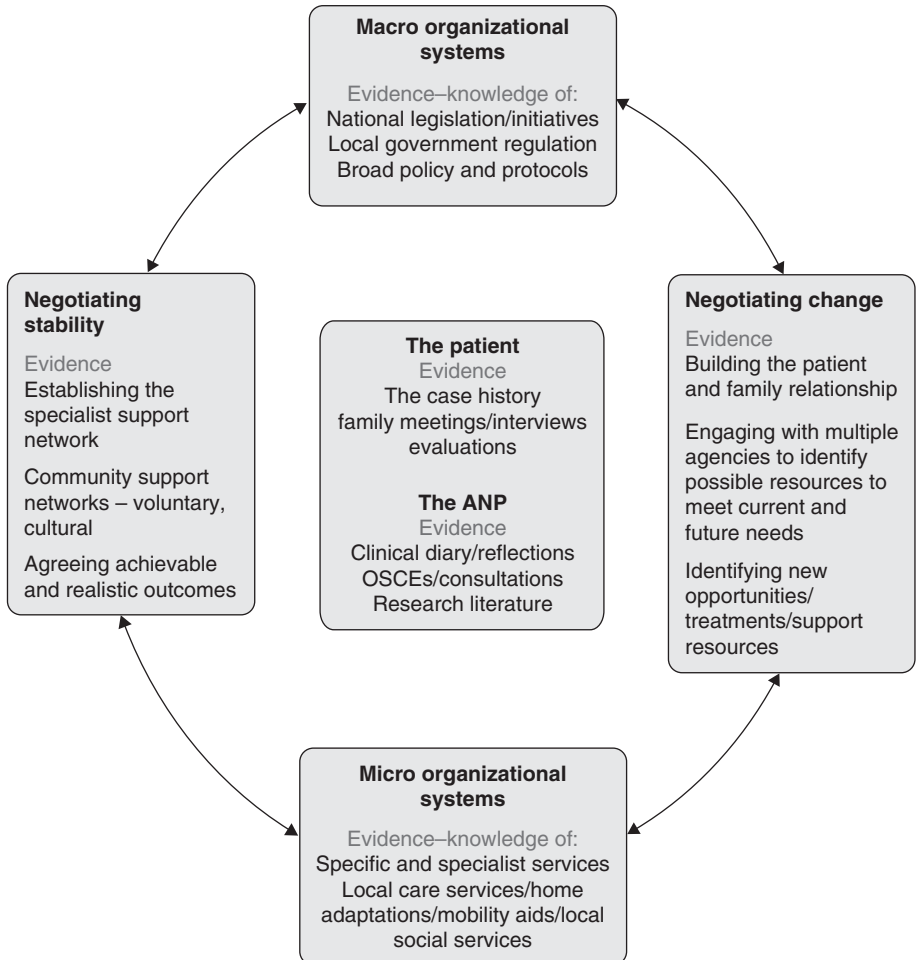 Macro organizational
systems
Evidence–knowledge of:
National legislation/initiatives
Local government regulation
Broad policy and protocols
Negotiating
stability
Evidence
Establishing the
specialist support
network
Community support
networks – voluntary,
cultural
Agreeing achievable
and realistic outcomes
The patient
Evidence
The case history
family meetings/interviews
evaluations
The ANP
Evidence
Clinical diary/reflections
OSCEs/consultations
Research literature
Negotiating change
Evidence
Building the patient
and family relationship
Engaging with multiple
agencies to identify
possible resources to
meet current and
future needs
Identifying new
opportunities/
treatments/support
resources
Micro organizational
systems
Evidence–knowledge of:
Specific and specialist services
Local care services/home
adaptations/mobility aids/local
social services